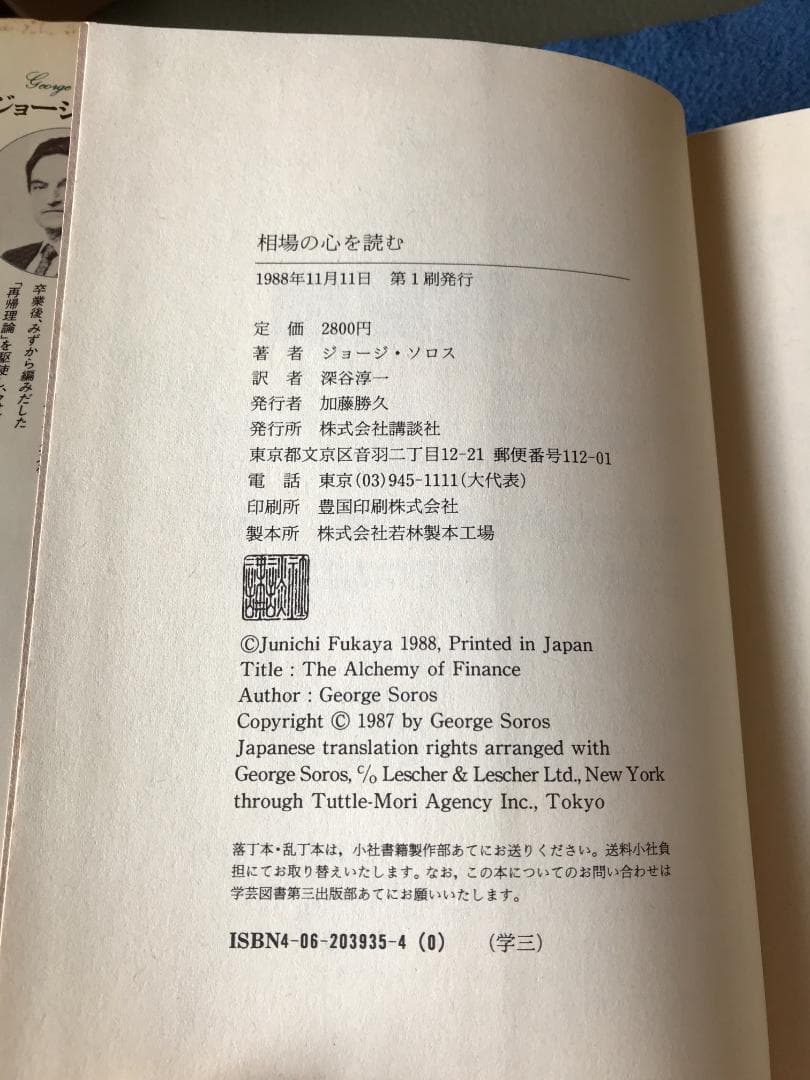 George
ジョージ
卒業後、みずから編みだした
「再帰理論」を駆使し、
相場の心を読む
1988年11月11日　第1刷発行
定　価　2800円
著　者　ジョージ・ソロス
訳　者　深谷淳一
発行者　加藤勝久
発行所　株式会社講談社
東京都文京区音羽二丁目12-21 郵便番号112-01
電　話　東京(03)945-1111(大代表)
印刷所　豊国印刷株式会社
製本所　株式会社若林製本工場
©Junichi Fukaya 1988, Printed in Japan
Title : The Alchemy of Finance
Author : George Soros
Copyright © 1987 by George Soros
Japanese translation rights arranged with
George Soros, c/o Lescher & Lescher Ltd., New York
through Tuttle-Mori Agency Inc., Tokyo
落丁本・乱丁本は，小社書籍製作部あてにお送りください。送料小社負
担にてお取り替えいたします。なお，この本についてのお問い合わせは
学芸図書第三出版部あてにお願いいたします。
ISBN4-06-203935-4 (0)　(学三)